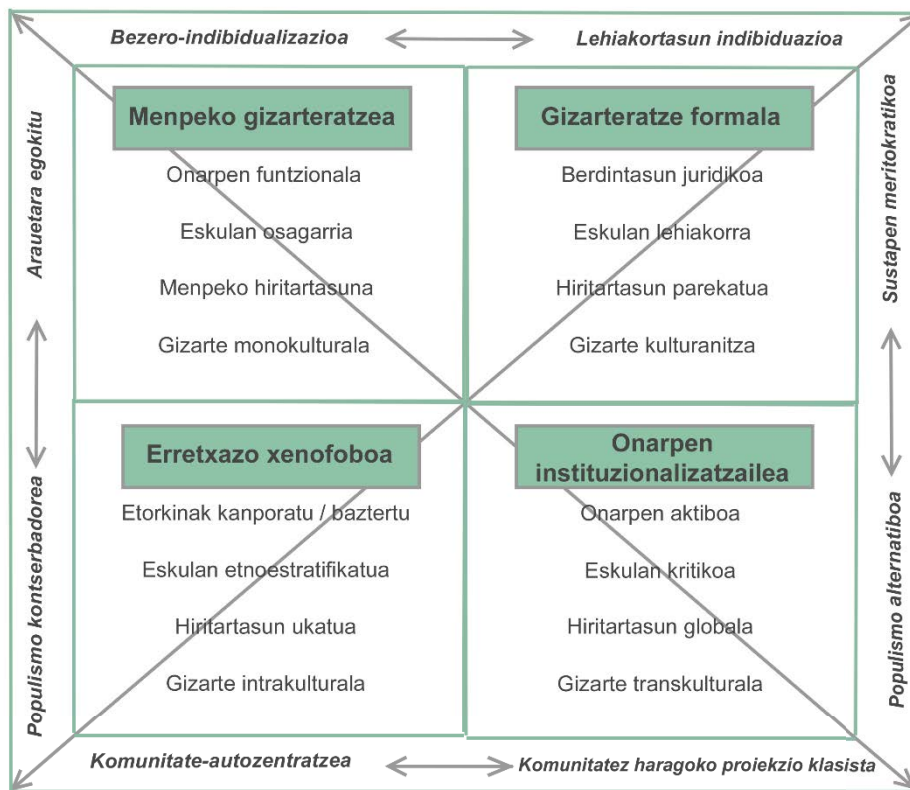 Bezero-indibidualizazioa
Lehiakortasun indibiduazioa
Arauetara egokitu
Populismo kontserbadorea
Menpeko gizarteratzea
Onarpen funtzionala
Eskulan osagarria
Menpeko hiritartasuna
Gizarte monokulturala
Gizarteratze formala
Berdintasun juridikoa
Eskulan lehiakorra
Hiritartasun parekatua
Gizarte kulturanitza
Sustapen meritokratikoa
Populismo alternatiboa
Erretxazo xenofoboa
Etorkinak kanporatu / baztertu
Eskulan etnoestratifikatua
Hiritartasun ukatua
Gizarte intrakulturala
Onarpen
instituzionalizatzailea
Onarpen aktiboa
Eskulan kritikoa
Hiritartasun globala
Gizarte transkulturala
Komunitate-autozentratzea
Komunitatez haragoko proiekzio klasista